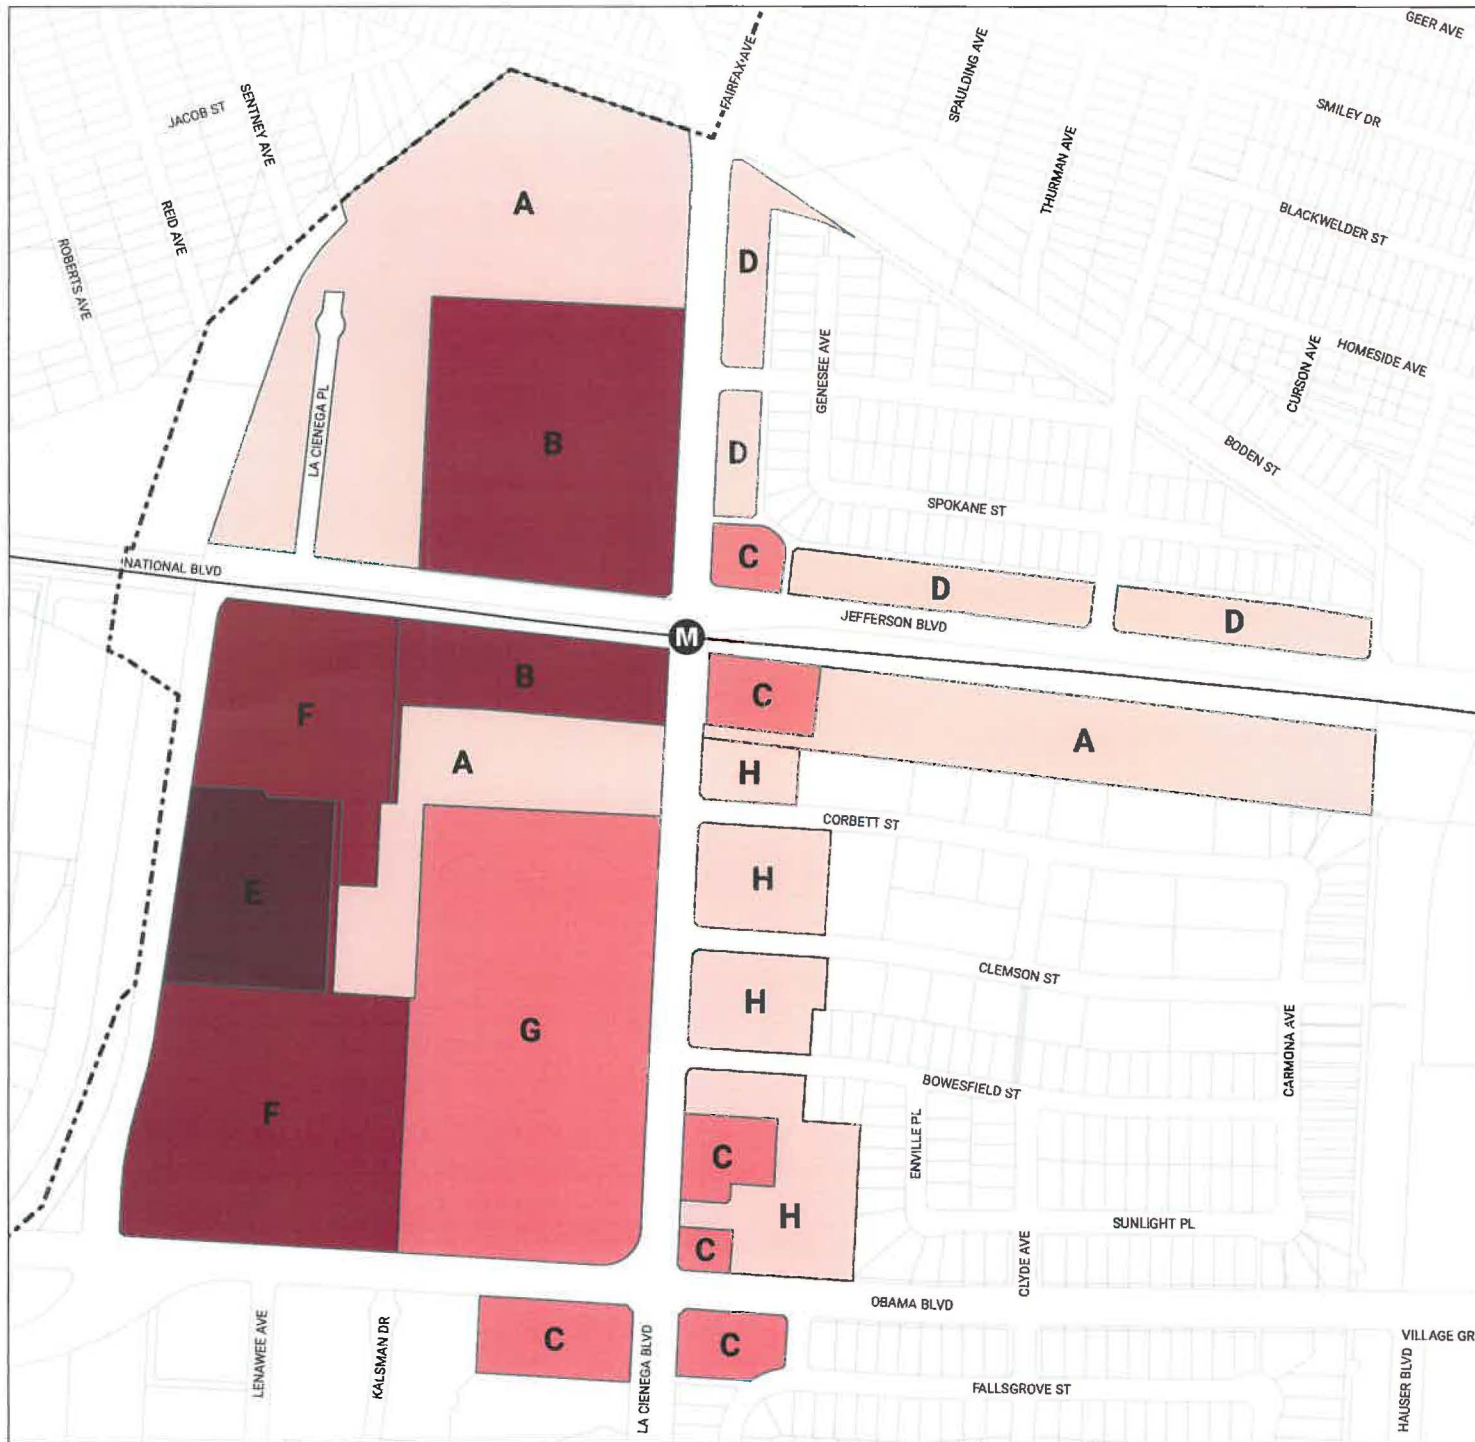 GEER AVE
FAIRFAX AVE
SPAULDING AVE
SENTNEY AVE
JACOB ST
SMILEY DR
THURMAN AVE
A
REID AVE
BLACKWELDER ST
ROBERTS AVE
D
GENESEE AVE
HOMESIDE AVE
CURSON AVE
LA CIENEGA PL
B
D
BODEN ST
SPOKANE ST
C
NATIONAL BLVD
D
JEFFERSON BLVD
D
M
B
C
F
A
A
H
CORBETT ST
E
H
CLEMSON ST
H
G
CARMONA AVE
BOWESFIELD ST
F
ENVILLE PL
C
H
SUNLIGHT PL
C
CLYDE AVE
OBAMA BLVD
LENAWEE AVE
KALSMAN DR
C
LA CIENEGA BLVD
C
VILLAGE GR
HAUSER BLVD
FALLSGROVE ST